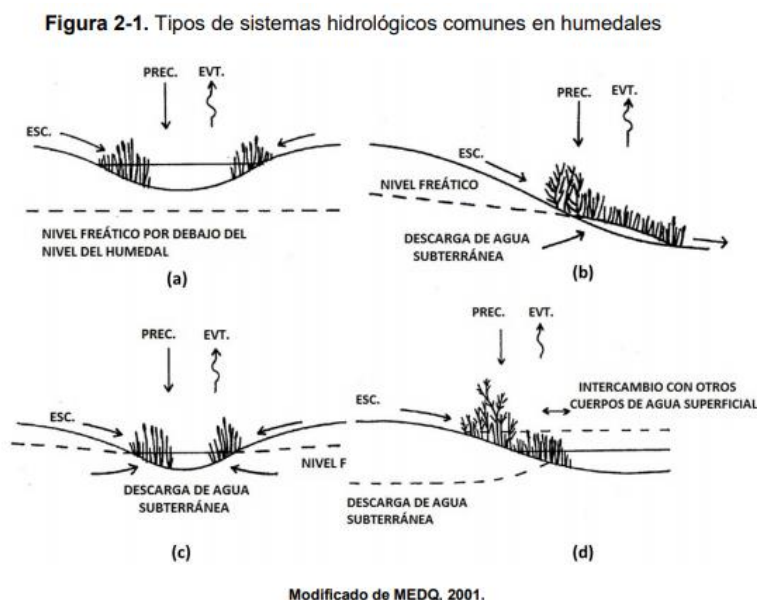 Figura 2-1. Tipos de sistemas hidrológicos comunes en humedales
PREC. EVT.
ESC.
NIVEL FREÁTICO POR DEBAJO DEL
NIVEL DEL HUMEDAL
(a)
PREC. EVT.
ESC.
NIVEL FREÁTICO
DESCARGA DE AGUA
SUBTERRÁNEA
(b)
PREC. EVT.
ESC.
NIVEL F
DESCARGA DE AGUA
SUBTERRÁNEA
(c)
PREC. EVT.
ESC.
INTERCAMBIO CON OTROS
CUERPOS DE AGUA SUPERFICIAL
DESCARGA DE AGUA
SUBTERRÁNEA
(d)
Modificado de MEDQ, 2001.